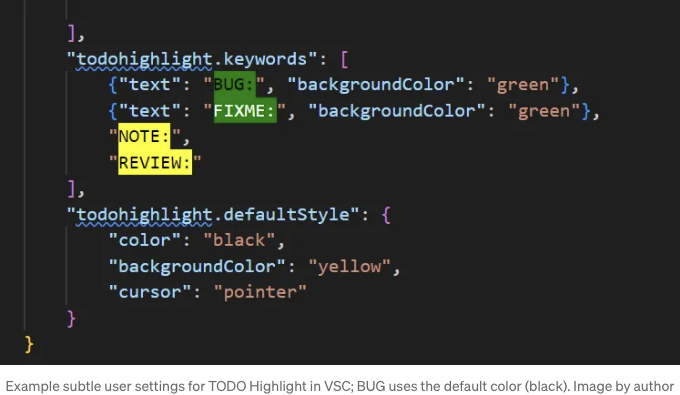 ],
"todohighlight.keywords": [
{"text": "BUG:", "backgroundColor": "green"},
{"text": "FIXME:", "backgroundColor": "green"},
"NOTE:",
"REVIEW:"
],
"todohighlight.defaultStyle": {
"color": "black",
"backgroundColor": "yellow",
"cursor": "pointer"
}
}
Example subtle user settings for TODO Highlight in VSC; BUG uses the default color (black). Image by author